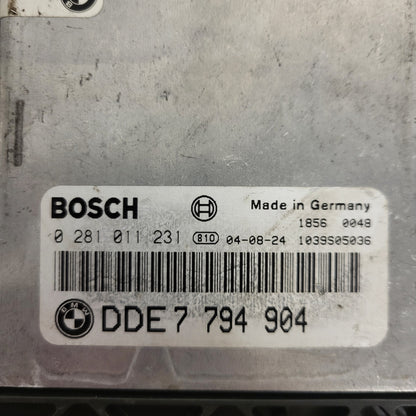 BOSCH Made in Germany
1856 0048
0 281 011 231 810 04-08-24 1039S05036
BMW DDE 7 794 904